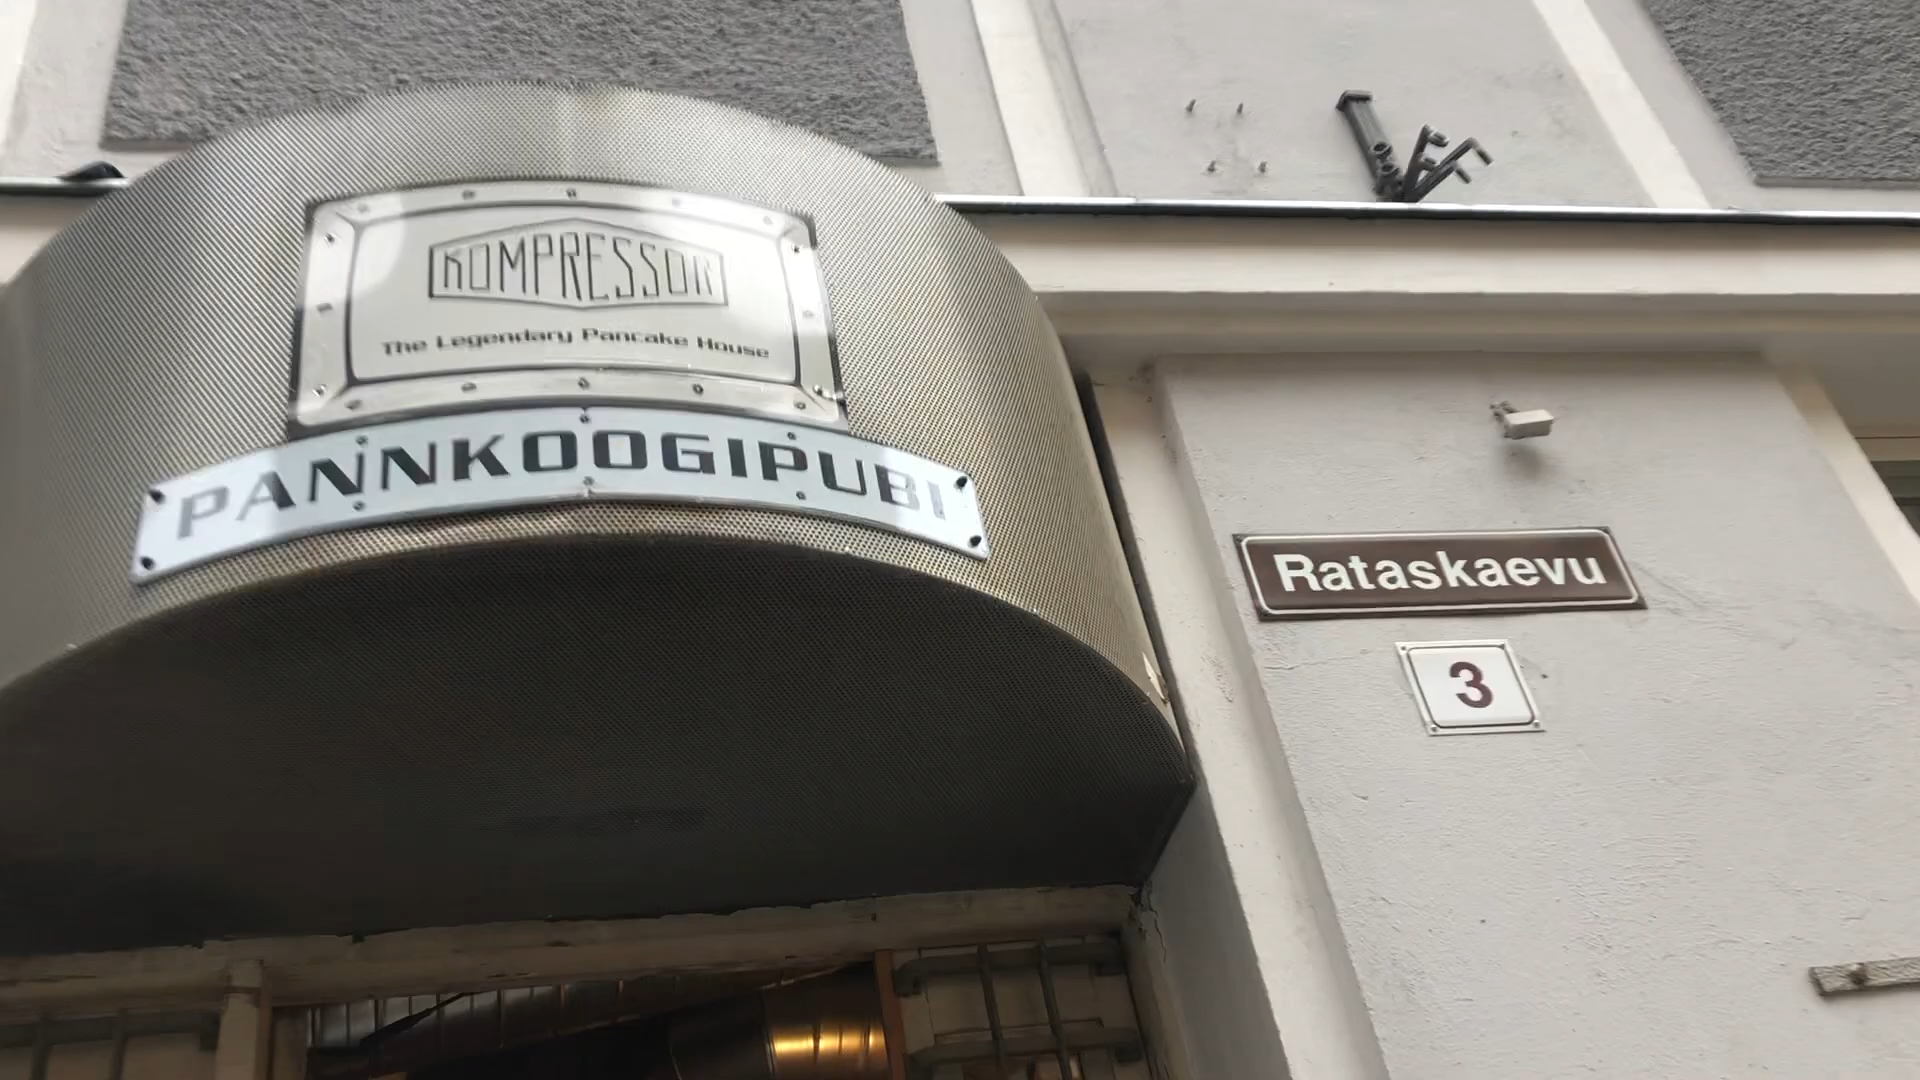 KOMPRESSOR
The Legendary Pancake House
PANNKOOGIPUBI
Rataskaevu
3